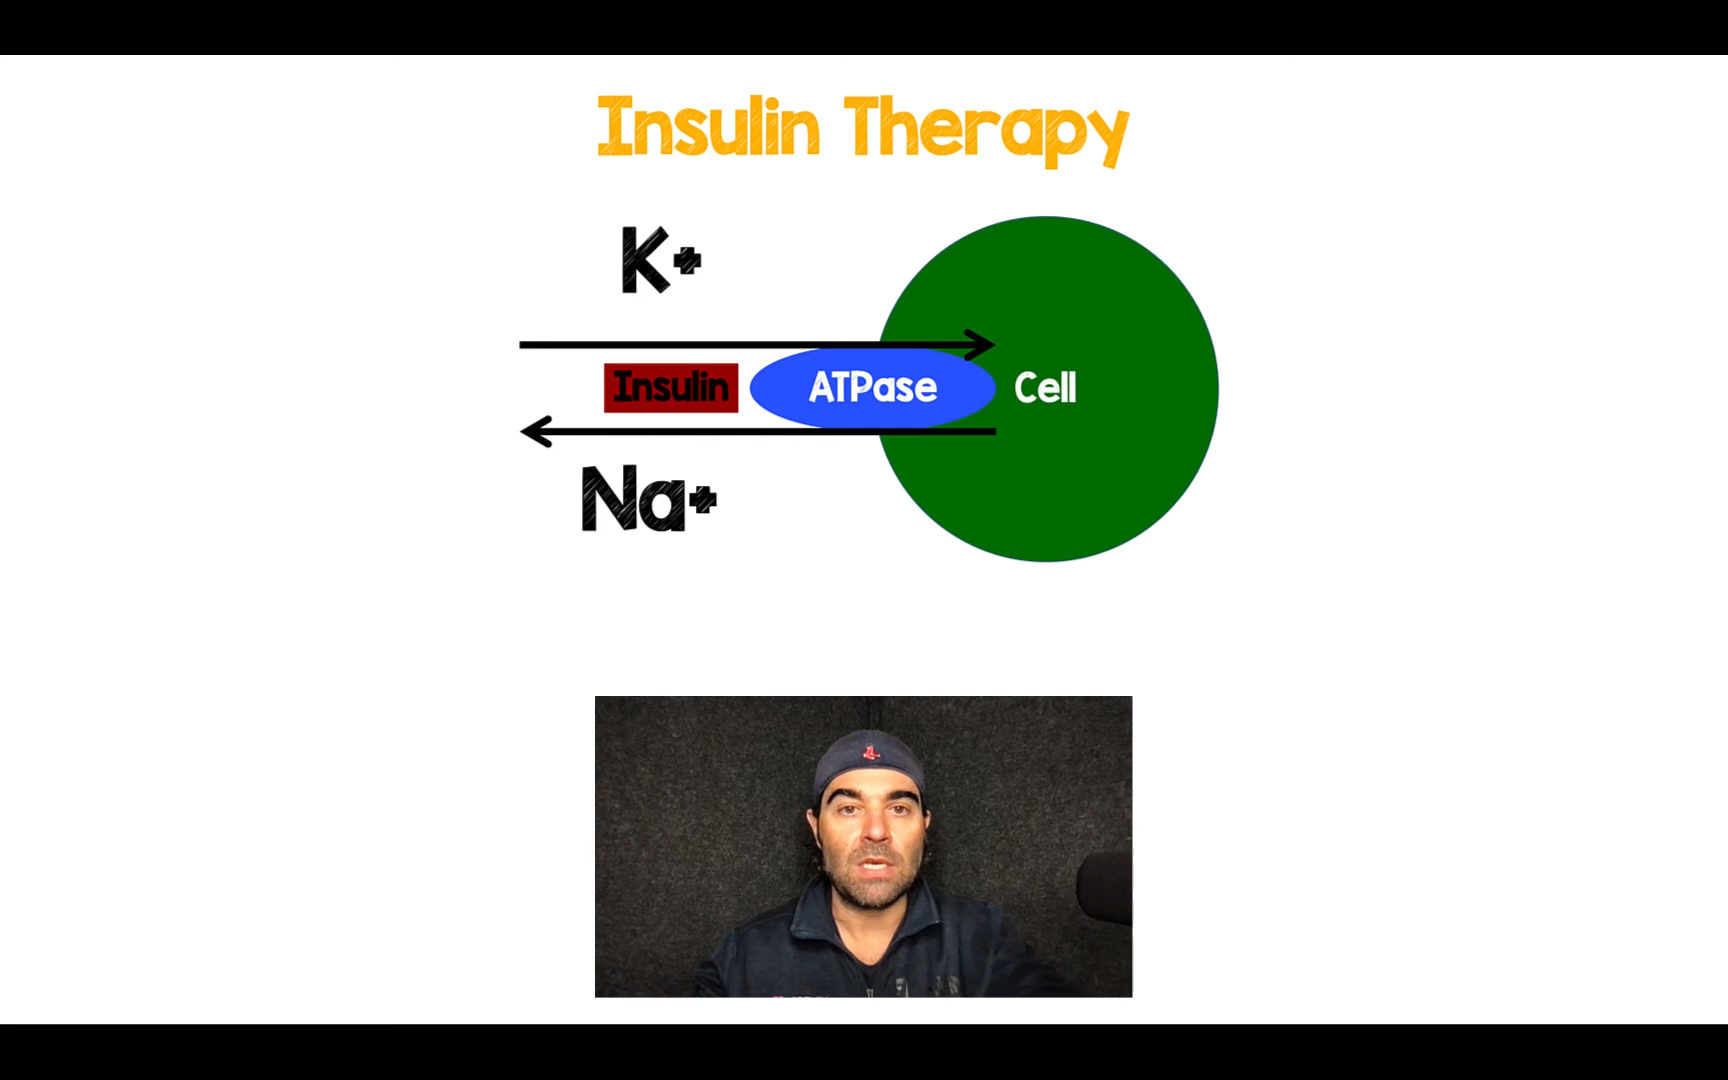 Insulin Therapy
K+
Insulin ATPase Cell
Na+